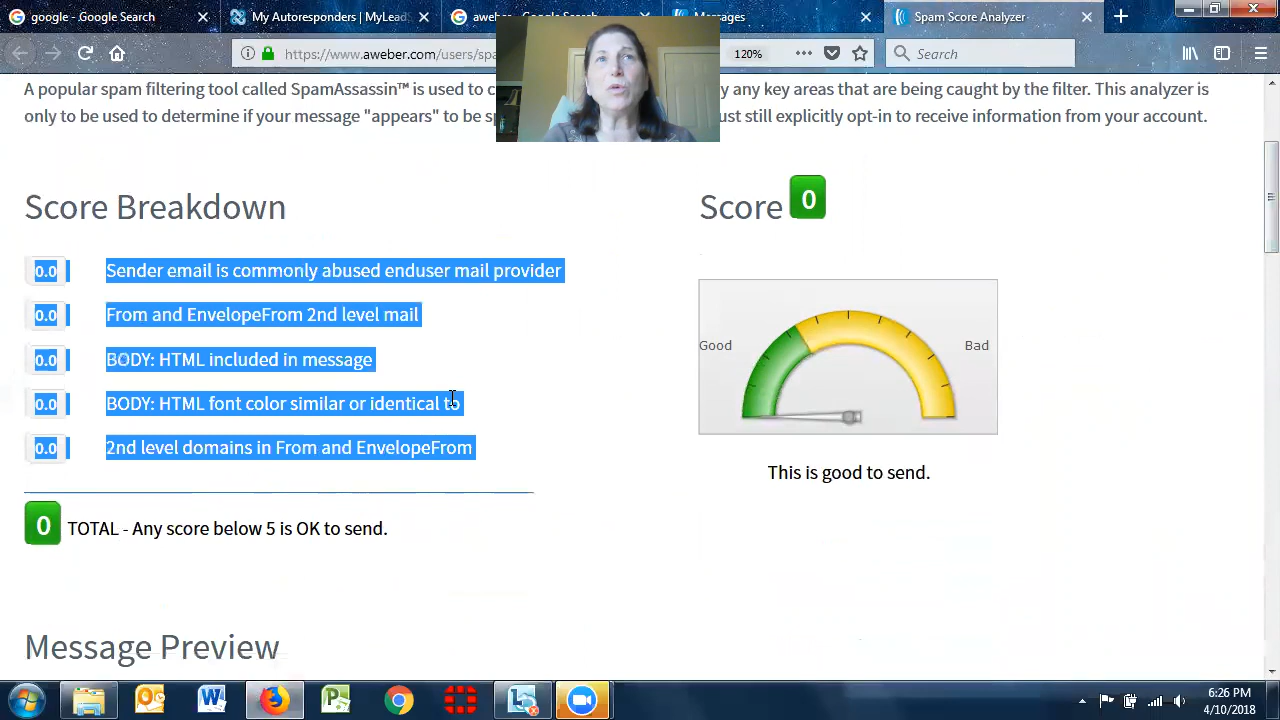 google - Google Search
My Autoresponders | MyLeadS
aweber - Google Search
Messages
Spam Score Analyzer
https://www.aweber.com/users/spa
120%
Search
A popular spam filtering tool called SpamAssassin™ is used to c
y any key areas that are being caught by the filter. This analyzer is
only to be used to determine if your message "appears" to be sp
ust still explicitly opt-in to receive information from your account.
Score Breakdown
0.0 Sender email is commonly abused enduser mail provider
0.0 From and EnvelopeFrom 2nd level mail
0.0 BODY: HTML included in message
0.0 BODY: HTML font color similar or identical to
0.0 2nd level domains in From and EnvelopeFrom
0 TOTAL - Any score below 5 is OK to send.
Score 0
Good
Bad
This is good to send.
Message Preview
6:26 PM
4/10/2018